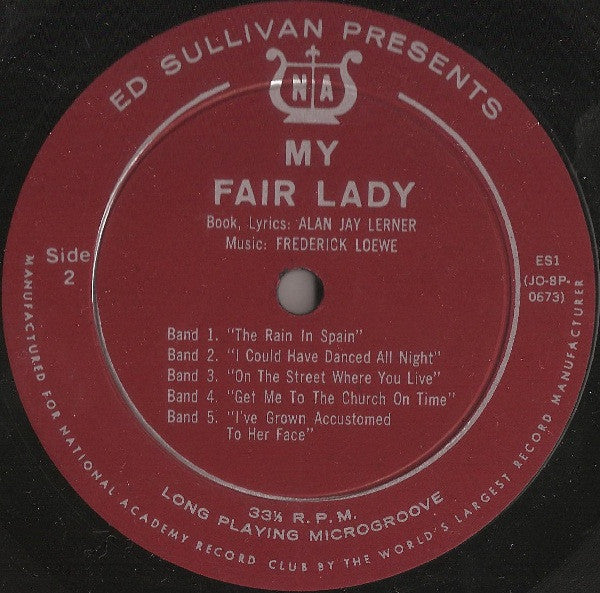 ED SULLIVAN PRESENTS
N A
MY
FAIR LADY
Book, Lyrics: ALAN JAY LERNER
Music: FREDERICK LOEWE
Side
2
ES1
(JO-8P-
0673)
Band 1. "The Rain In Spain"
Band 2. "I Could Have Danced All Night"
Band 3. "On The Street Where You Live"
Band 4. "Get Me To The Church On Time"
Band 5. "I've Grown Accustomed
To Her Face"
33⅓ R.P.M.
LONG PLAYING MICROGROOVE
MANUFACTURED FOR NATIONAL ACADEMY RECORD CLUB BY THE WORLD'S LARGEST RECORD MANUFACTURER